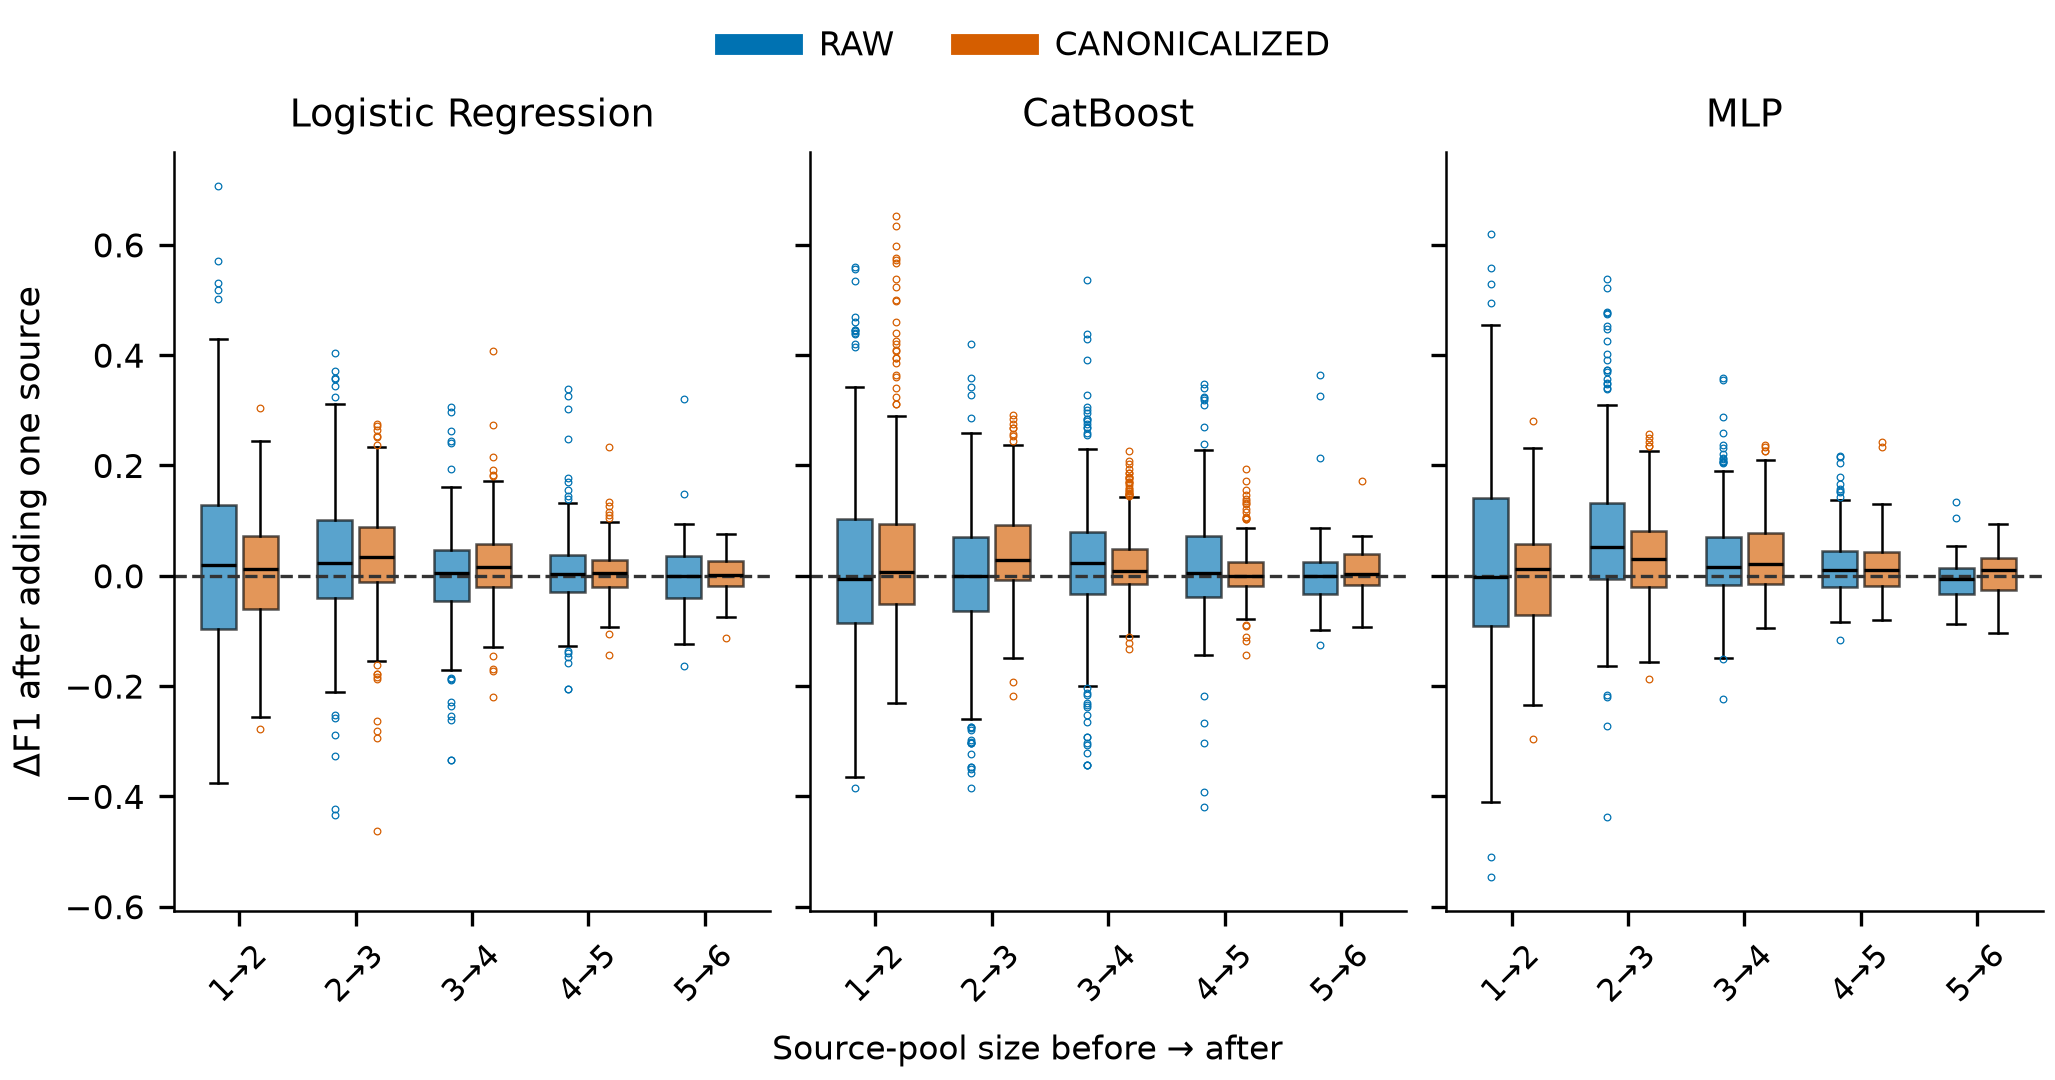 RAW CANONICALIZED
Logistic Regression CatBoost MLP
ΔF1 after adding one source
0.6
0.4
0.2
0.0
−0.2
−0.4
−0.6
1→2 2→3 3→4 4→5 5→6 1→2 2→3 3→4 4→5 5→6 1→2 2→3 3→4 4→5 5→6
Source-pool size before → after